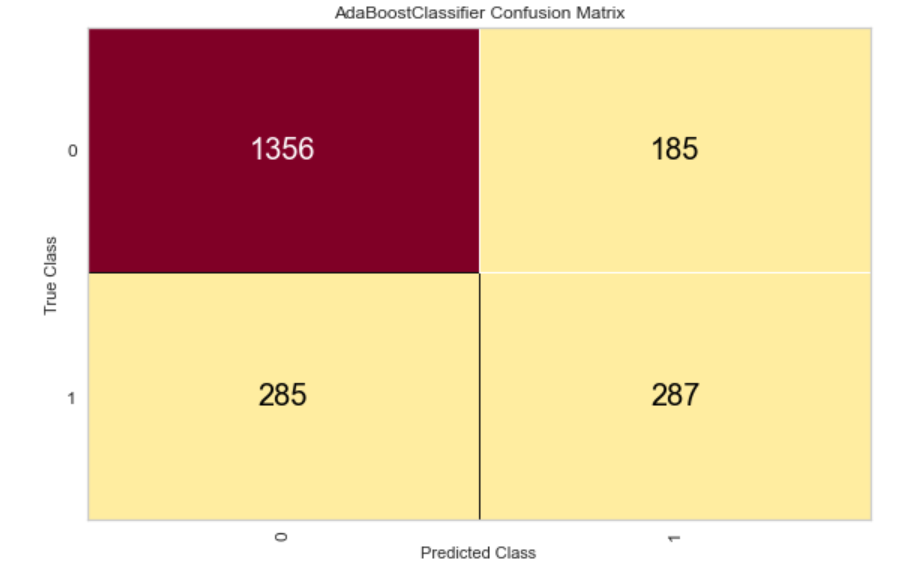 AdaBoostClassifier Confusion Matrix
0
1356
185
True Class
1
285
287
0
1
Predicted Class